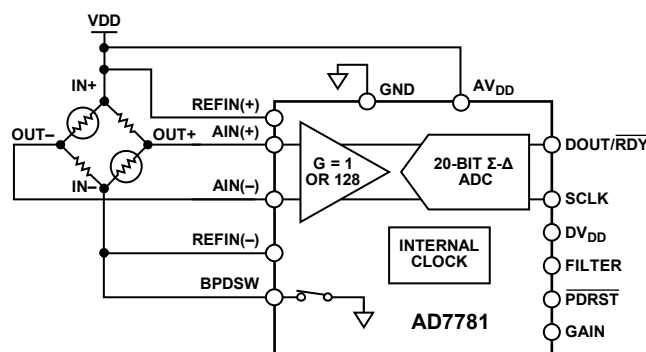 VDD
IN+
OUT–
OUT+
IN–
REFIN(+)
AIN(+)
AIN(–)
REFIN(–)
BPDSW
GND
AVDD
G = 1
OR 128
20-BIT Σ-Δ
ADC
INTERNAL
CLOCK
AD7781
DOUT/RDY
SCLK
DVDD
FILTER
PDRST
GAIN